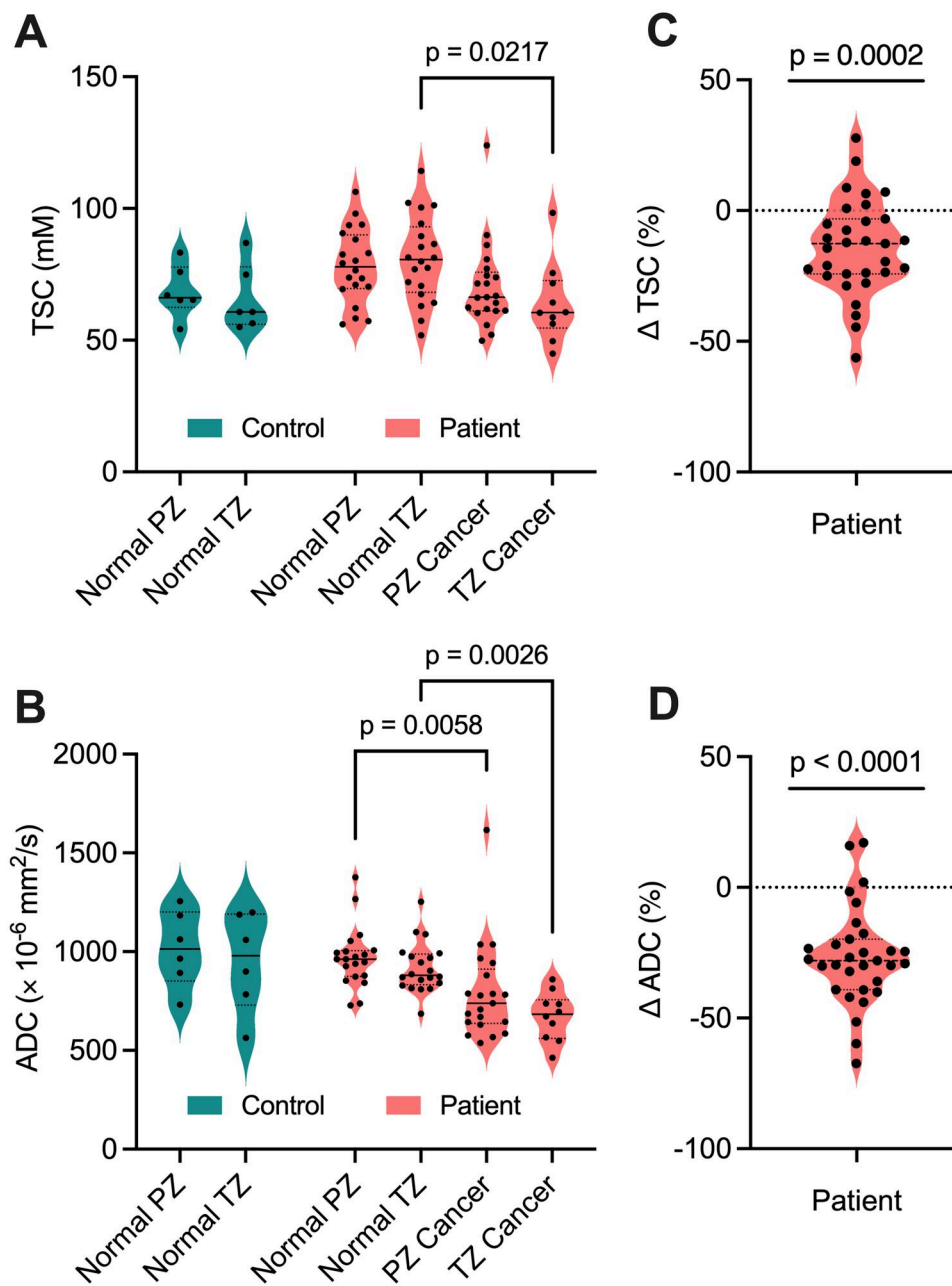 A
p = 0.0217
150
100
50
0
TSC (mM)
Control
Patient
Normal PZ
Normal TZ
Normal PZ
Normal TZ
PZ Cancer
TZ Cancer
C
p = 0.0002
50
0
-50
-100
Δ TSC (%)
Patient
B
p = 0.0026
p = 0.0058
2000
1500
1000
500
0
ADC (× 10⁻⁶ mm²/s)
Control
Patient
Normal PZ
Normal TZ
Normal PZ
Normal TZ
PZ Cancer
TZ Cancer
D
p < 0.0001
50
0
-50
-100
Δ ADC (%)
Patient